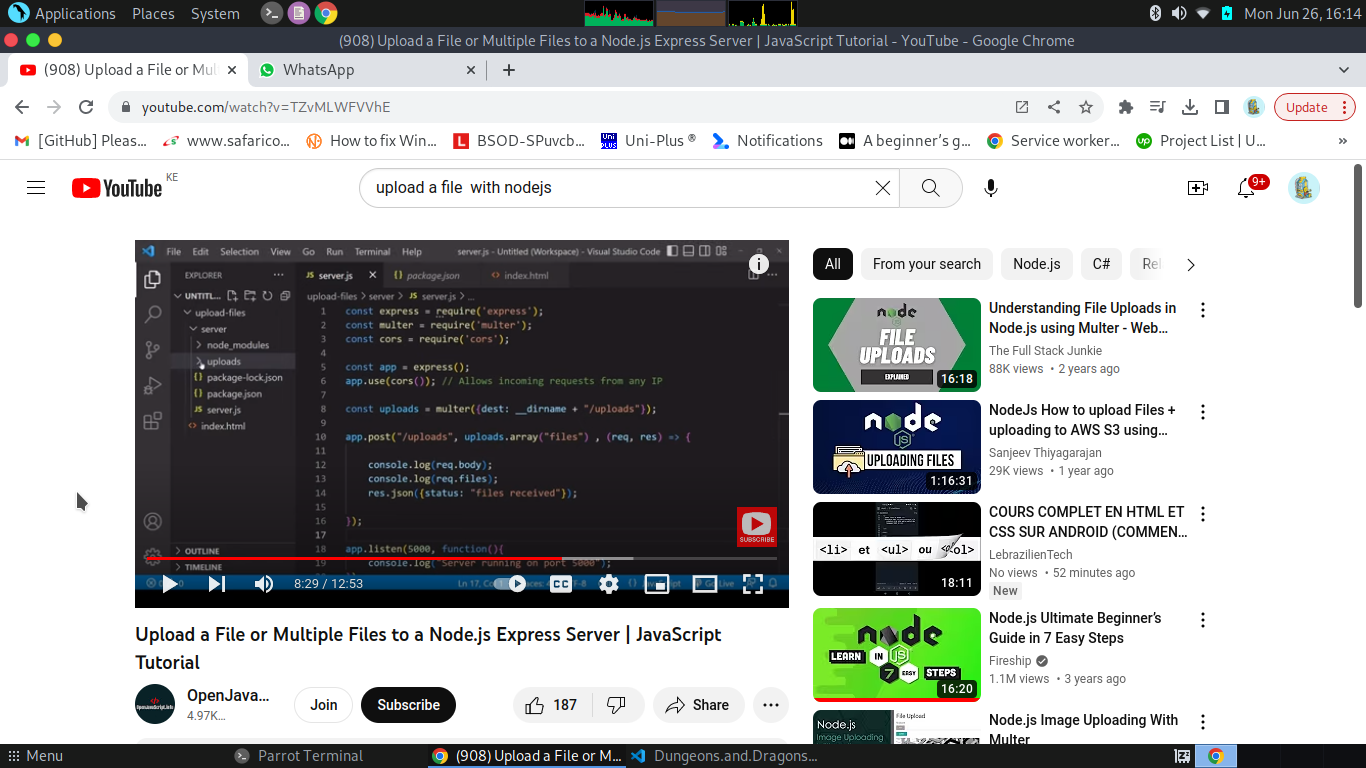 Applications Places System
Mon Jun 26, 16:14
(908) Upload a File or Multiple Files to a Node.js Express Server | JavaScript Tutorial - YouTube - Google Chrome
(908) Upload a File or Mul
WhatsApp
youtube.com/watch?v=TZvMLWFVVhE
Update
[GitHub] Pleas...
www.safarico...
How to fix Win...
BSOD-SPuvcb...
Uni-Plus ®
Notifications
A beginner's g...
Service worker...
Project List | U...
YouTube KE
upload a file with nodejs
9+
File Edit Selection View Go Run Terminal Help
server.js - Untitled (Workspace) - Visual Studio Code
EXPLORER
server.js
package.json
index.html
UNTITL...
upload-files > server > JS server.js > ...
upload-files
server
node_modules
uploads
package-lock.json
package.json
server.js
index.html
OUTLINE
TIMELINE
1 const express = require('express');
2 const multer = require('multer');
3 const cors = require('cors');
4
5 const app = express();
6 app.use(cors()); // Allows incoming requests from any IP
7
8 const uploads = multer({dest: __dirname + "/uploads"});
9
10 app.post("/uploads", uploads.array("files") , (req, res) => {
11
12 console.log(req.body);
13 console.log(req.files);
14 res.json({status: "files received"});
15
16 });
17
18 app.listen(5000, function(){
19 console.log("Server running on port 5000")
SUBSCRIBE
8:29 / 12:53
CC
Upload a File or Multiple Files to a Node.js Express Server | JavaScript
Tutorial
OpenJava...
4.97K...
Join
Subscribe
187
Share
All
From your search
Node.js
C#
Rel
node
FILE
UPLOADS
EXPLAINED
16:18
Understanding File Uploads in
Node.js using Multer - Web...
The Full Stack Junkie
88K views • 2 years ago
node
JS
UPLOADING FILES
1:16:31
NodeJs How to upload Files +
uploading to AWS S3 using...
Sanjeev Thiyagarajan
29K views • 1 year ago
<li> et <ul> ou <ol>
18:11
COURS COMPLET EN HTML ET
CSS SUR ANDROID (COMMEN...
LebrazilienTech
No views • 52 minutes ago
New
node
LEARN IN JS
7 EASY STEPS
16:20
Node.js Ultimate Beginner's
Guide in 7 Easy Steps
Fireship
1.1M views • 3 years ago
Node.js
Image Uploading
File Upload
Node.js Image Uploading With
Multer
Menu
Parrot Terminal
(908) Upload a File or M...
Dungeons.and.Dragons...